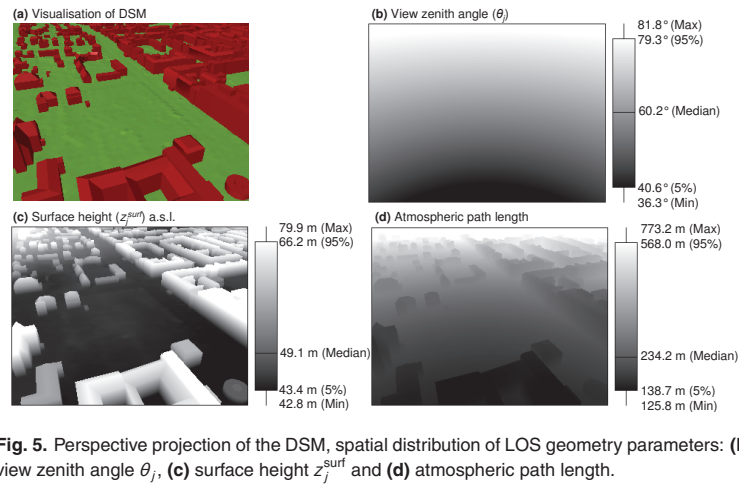 (a) Visualisation of DSM
(b) View zenith angle (θj)
81.8° (Max)
79.3° (95%)
60.2° (Median)
40.6° (5%)
36.3° (Min)
(c) Surface height (z_j^surf) a.s.l.
79.9 m (Max)
66.2 m (95%)
49.1 m (Median)
43.4 m (5%)
42.8 m (Min)
(d) Atmospheric path length
773.2 m (Max)
568.0 m (95%)
234.2 m (Median)
138.7 m (5%)
125.8 m (Min)
Fig. 5. Perspective projection of the DSM, spatial distribution of LOS geometry parameters: (
view zenith angle θj, (c) surface height z_j^surf and (d) atmospheric path length.